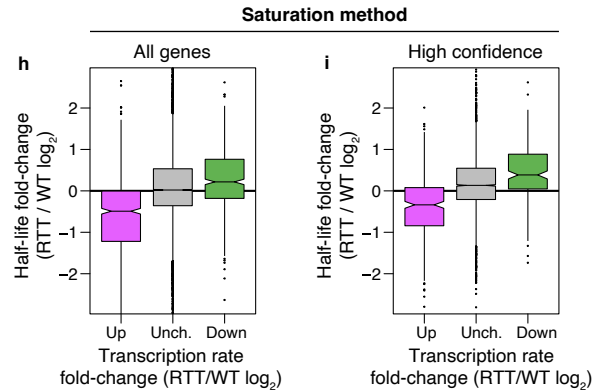 Saturation method
h
All genes
Half-life fold-change
(RTT / WT log2)
2
1
0
−1
−2
Up Unch. Down
Transcription rate
fold-change (RTT/WT log2)
i
High confidence
Half-life fold-change
(RTT / WT log2)
2
1
0
−1
−2
Up Unch. Down
Transcription rate
fold-change (RTT/WT log2)